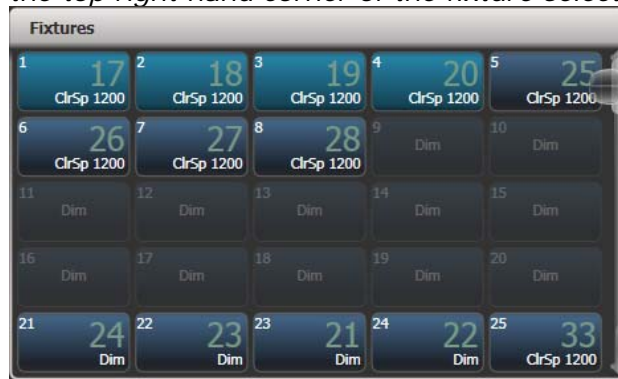 the top right hand corner of the fixture select
Fixtures
1 17 2 18 3 19 4 20 5 25
ClrSp 1200 ClrSp 1200 ClrSp 1200 ClrSp 1200 ClrSp 1200
6 26 7 27 8 28 9 10
ClrSp 1200 ClrSp 1200 ClrSp 1200 Dim Dim
11 12 13 14 15
Dim Dim Dim Dim Dim
16 17 18 19 20
Dim Dim Dim Dim Dim
21 24 22 23 23 21 24 22 25 33
Dim Dim Dim Dim ClrSp 1200